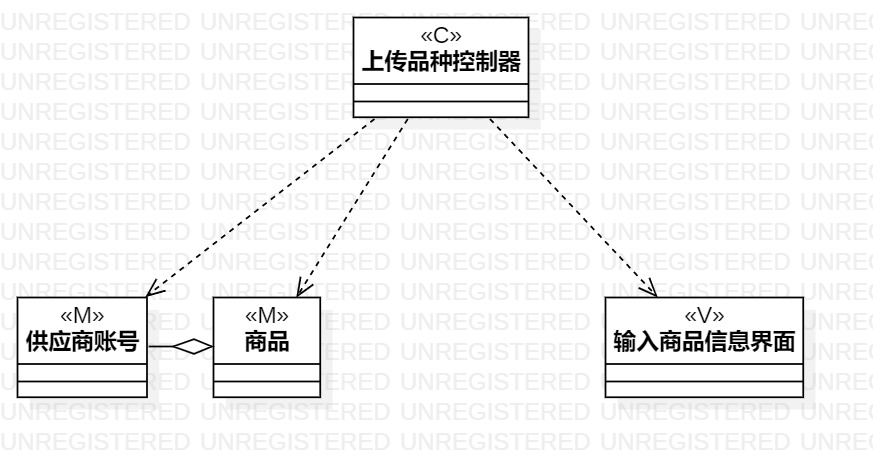 «C»
上传品种控制器
«M»
供应商账号
«M»
商品
«V»
输入商品信息界面
UNREGISTERED UNREGISTERED UNREGISTERED UNREGISTERED UNREG